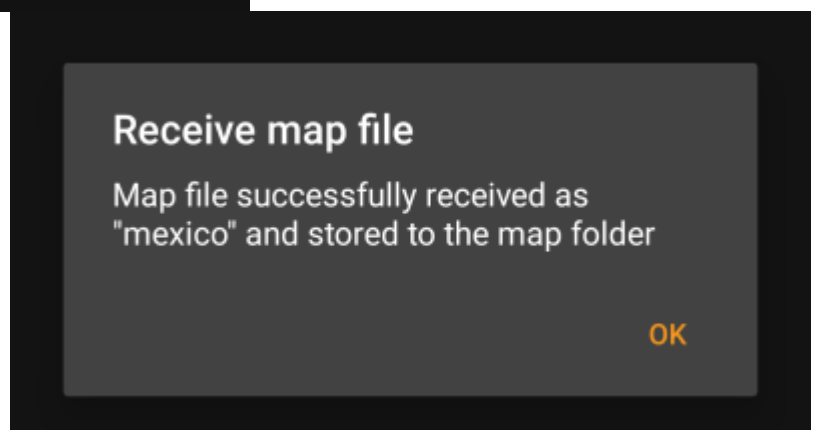 Receive map file
Map file successfully received as
"mexico" and stored to the map folder
OK